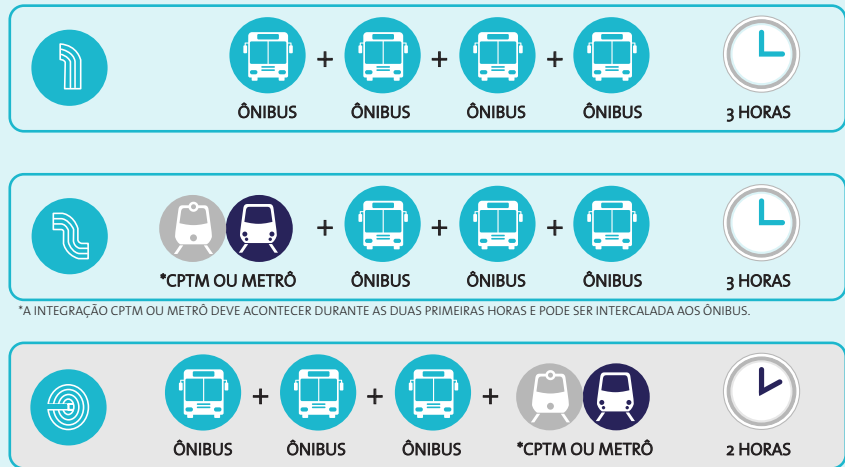 + + +
ÔNIBUS ÔNIBUS ÔNIBUS ÔNIBUS 3 HORAS
+ + +
*CPTM OU METRÔ ÔNIBUS ÔNIBUS ÔNIBUS 3 HORAS
*A INTEGRAÇÃO CPTM OU METRÔ DEVE ACONTECER DURANTE AS DUAS PRIMEIRAS HORAS E PODE SER INTERCALADA AOS ÔNIBUS.
+ + +
ÔNIBUS ÔNIBUS ÔNIBUS *CPTM OU METRÔ 2 HORAS